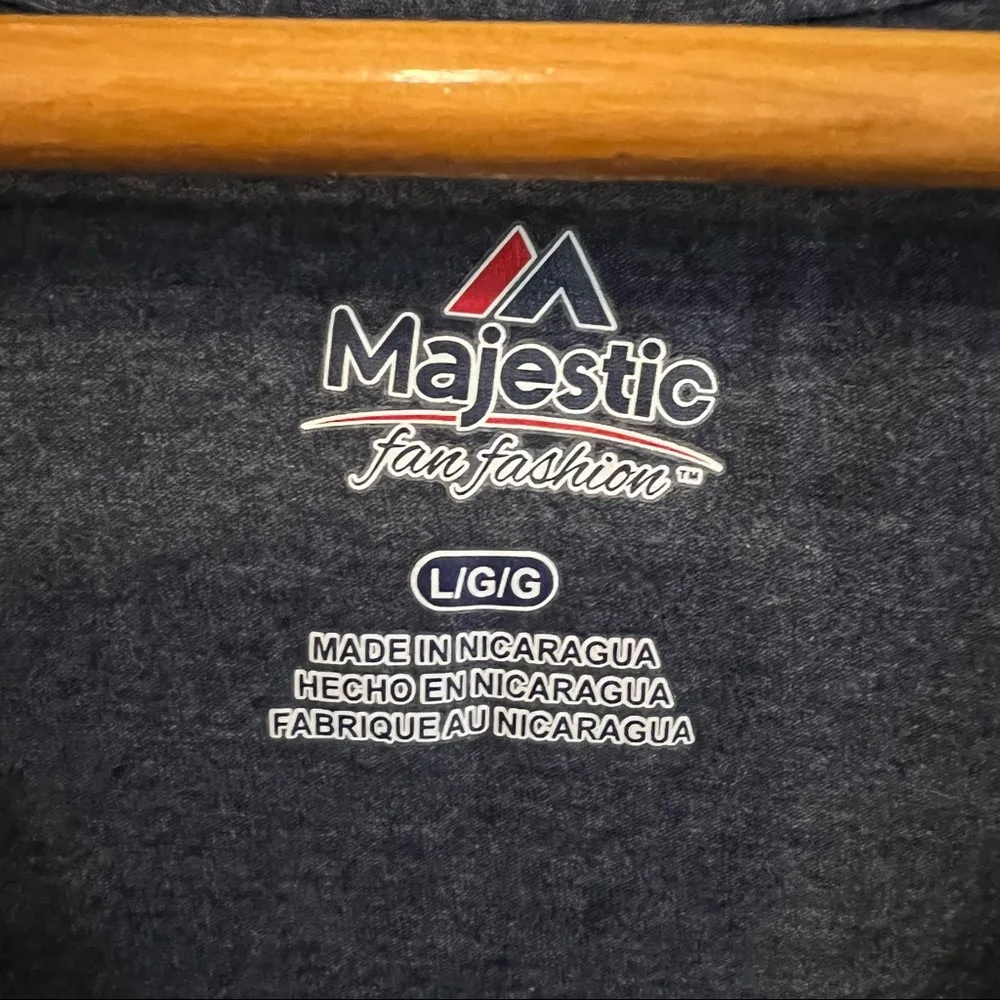 Majestic
fan fashion™
L/G/G
MADE IN NICARAGUA
HECHO EN NICARAGUA
FABRIQUE AU NICARAGUA